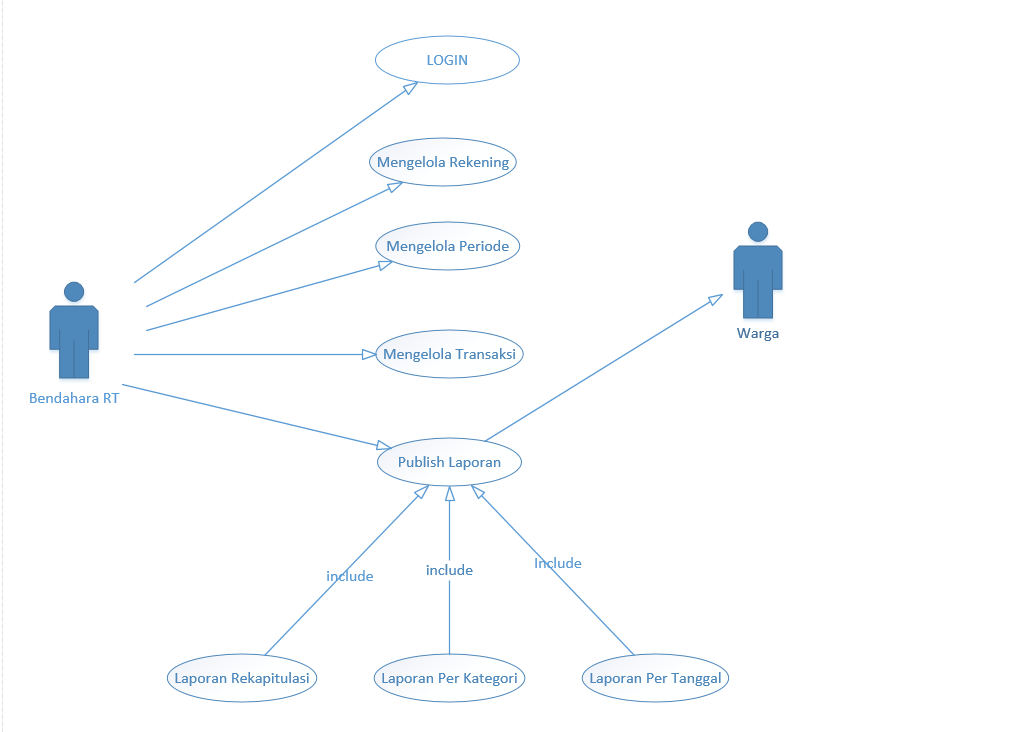 LOGIN
Mengelola Rekening
Mengelola Periode
Warga
Mengelola Transaksi
Bendahara RT
Publish Laporan
include
include
Include
Laporan Rekapitulasi
Laporan Per Kategori
Laporan Per Tanggal